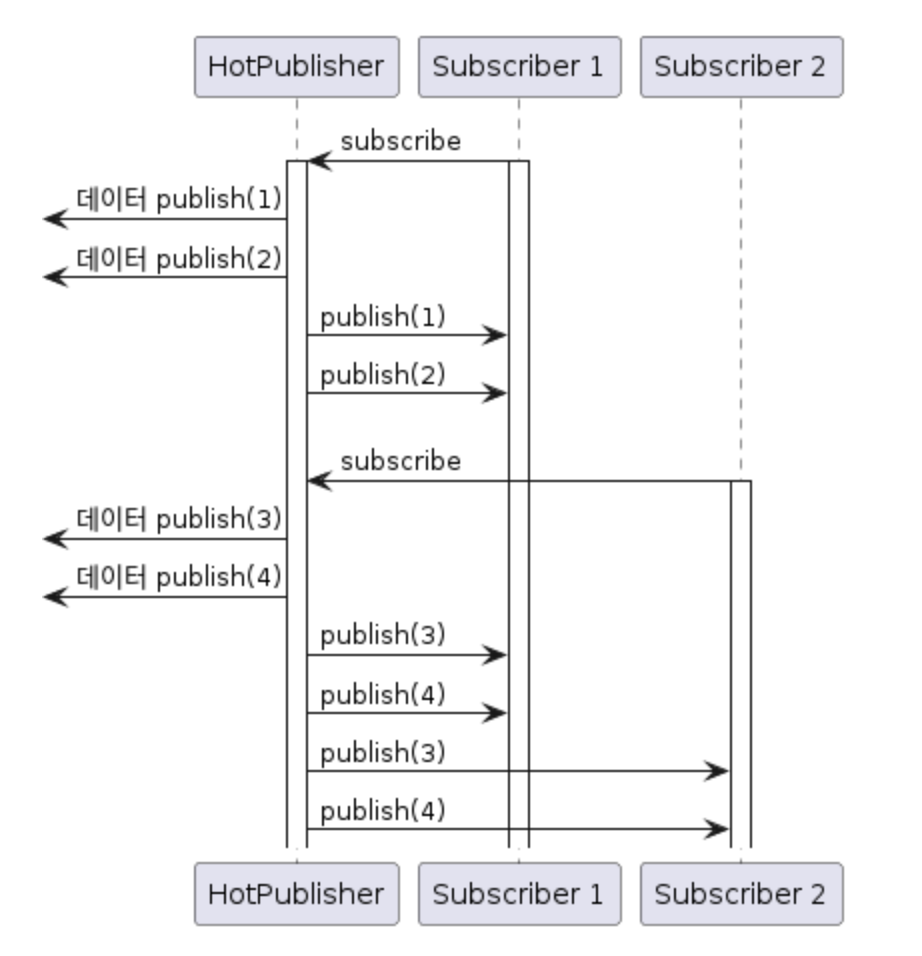 HotPublisher Subscriber 1 Subscriber 2
subscribe
데이터 publish(1)
데이터 publish(2)
publish(1)
publish(2)
subscribe
데이터 publish(3)
데이터 publish(4)
publish(3)
publish(4)
publish(3)
publish(4)
HotPublisher Subscriber 1 Subscriber 2